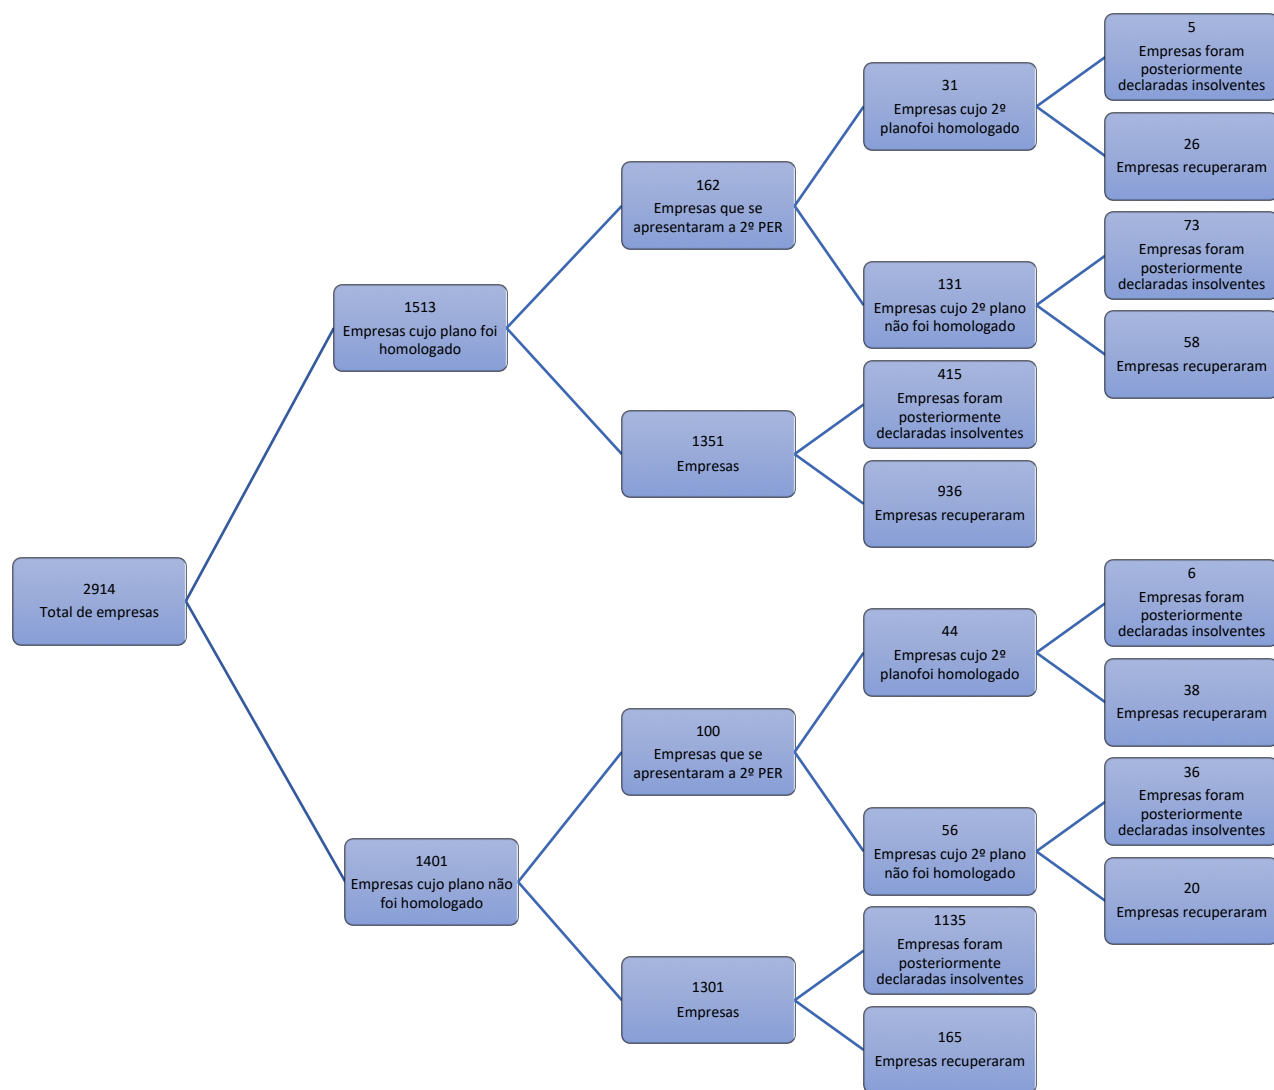 2914
Total de empresas
1513
Empresas cujo plano foi
homologado
162
Empresas que se
apresentaram a 2º PER
31
Empresas cujo 2º
planofoi homologado
5
Empresas foram
posteriormente
declaradas insolventes
26
Empresas recuperaram
131
Empresas cujo 2º plano
não foi homologado
73
Empresas foram
posteriormente
declaradas insolventes
58
Empresas recuperaram
1351
Empresas
415
Empresas foram
posteriormente
declaradas insolventes
936
Empresas recuperaram
1401
Empresas cujo plano não
foi homologado
100
Empresas que se
apresentaram a 2º PER
44
Empresas cujo 2º
planofoi homologado
6
Empresas foram
posteriormente
declaradas insolventes
38
Empresas recuperaram
56
Empresas cujo 2º plano
não foi homologado
36
Empresas foram
posteriormente
declaradas insolventes
20
Empresas recuperaram
1301
Empresas
1135
Empresas foram
posteriormente
declaradas insolventes
165
Empresas recuperaram